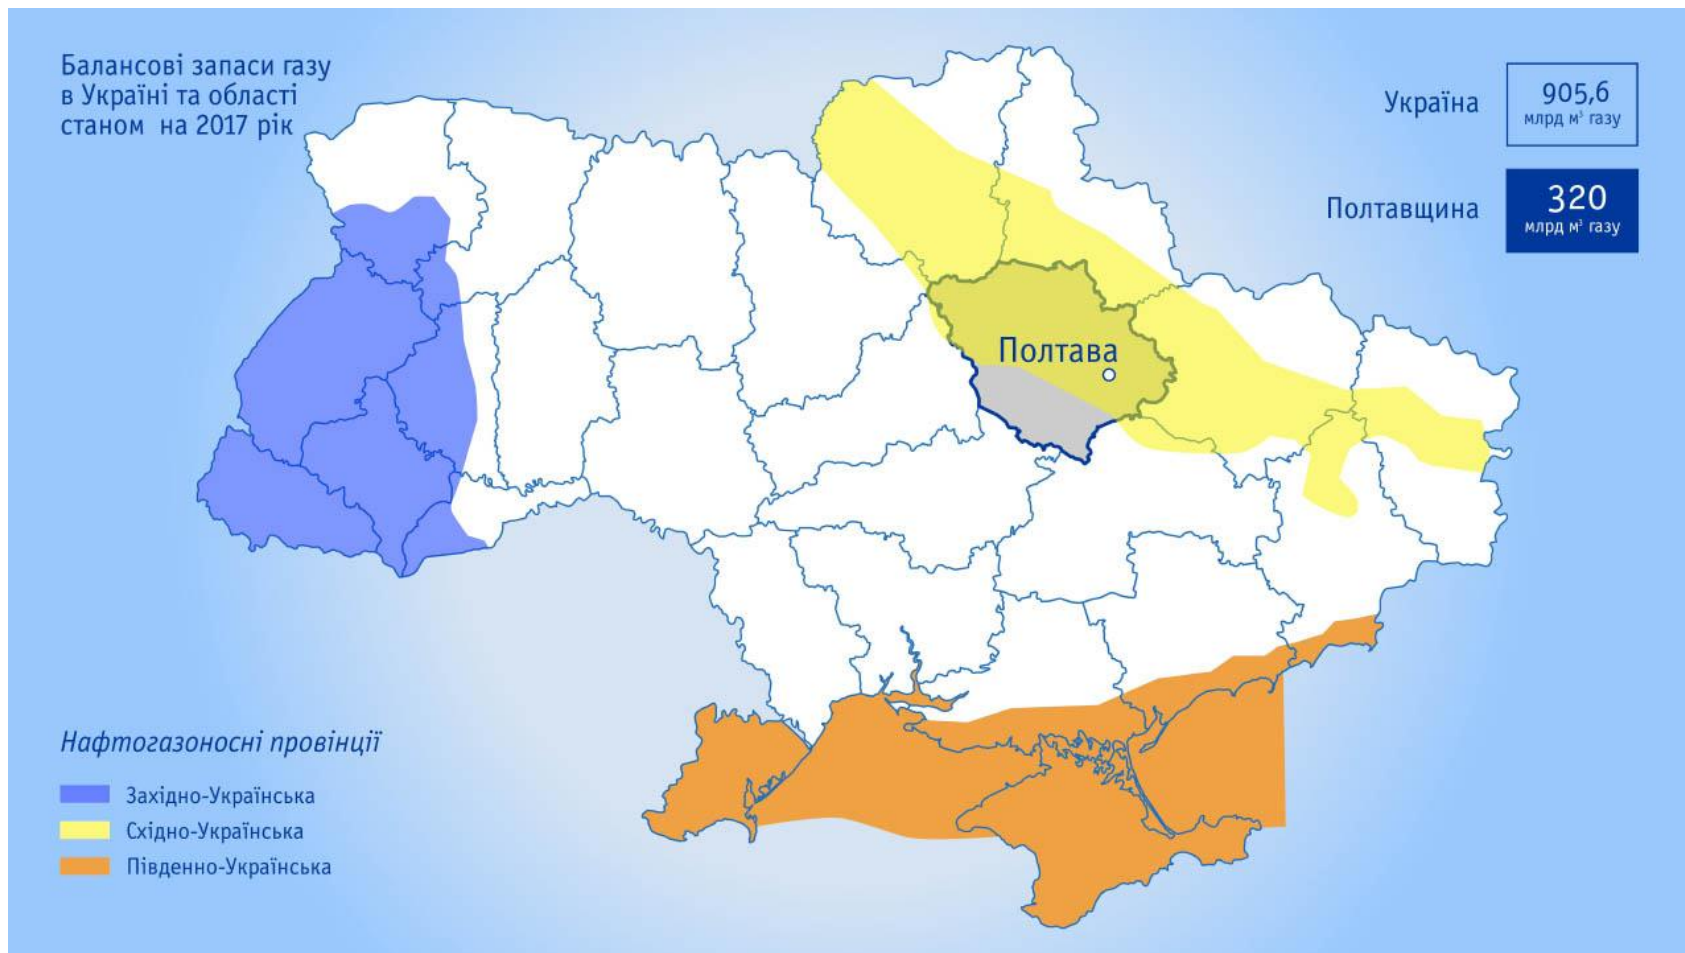 Балансові запаси газу
в Україні та області
станом на 2017 рік
Україна
905,6
млрд м³ газу
Полтавщина
320
млрд м³ газу
Полтава
Нафтогазоносні провінції
Західно-Українська
Східно-Українська
Південно-Українська